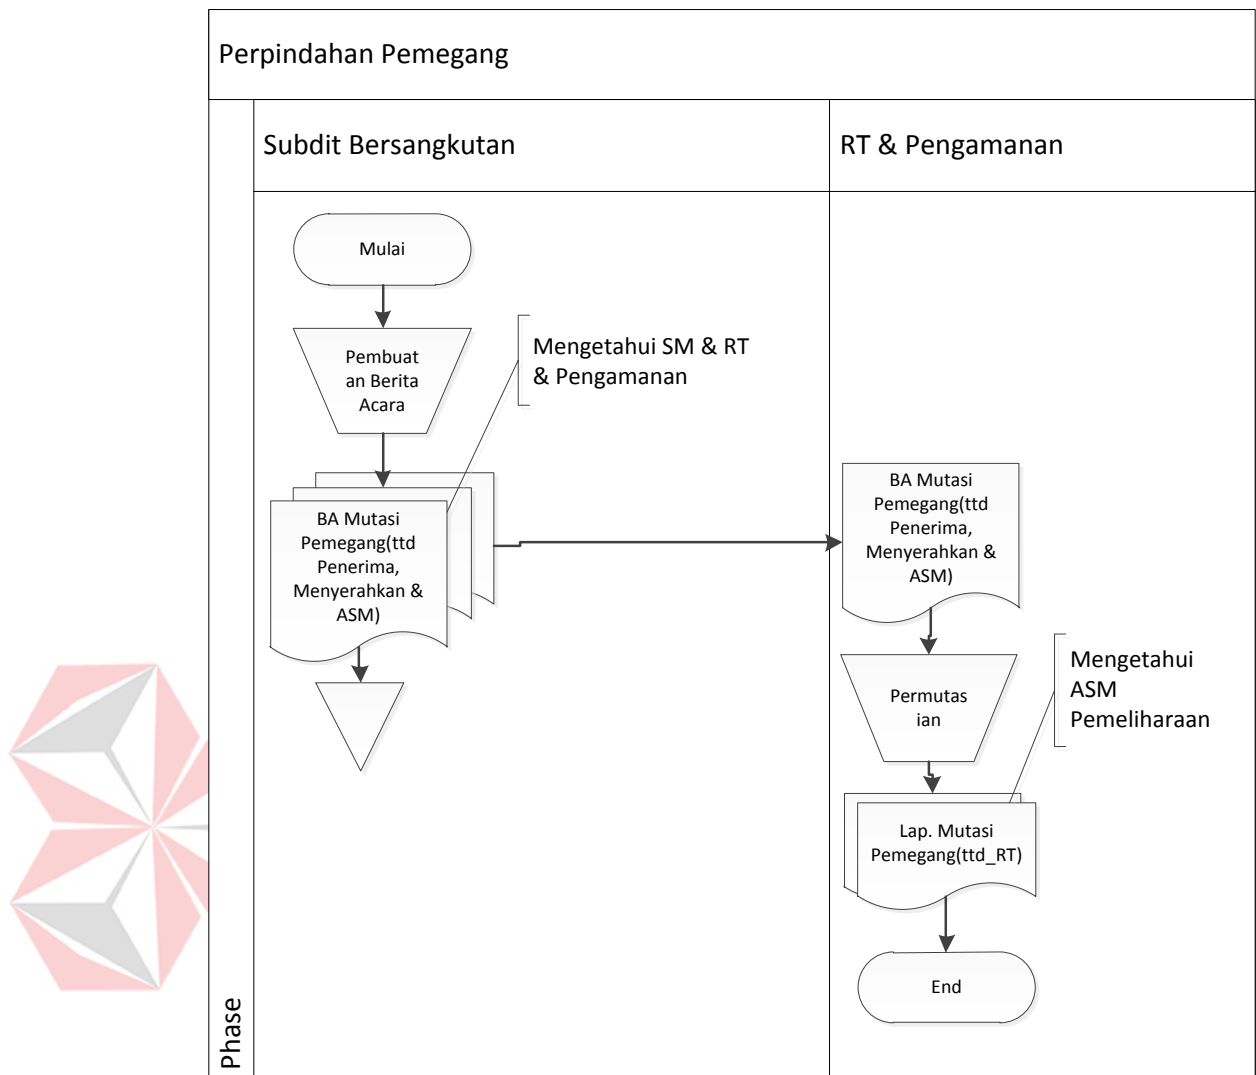 Perpindahan Pemegang
Subdit Bersangkutan
RT & Pengamanan
Phase
Mulai
Pembuat
an Berita
Acara
Mengetahui SM & RT
& Pengamanan
BA Mutasi
Pemegang(ttd
Penerima,
Menyerahkan &
ASM)
BA Mutasi
Pemegang(ttd
Penerima,
Menyerahkan &
ASM)
Permutas
ian
Mengetahui
ASM
Pemeliharaan
Lap. Mutasi
Pemegang(ttd_RT)
End